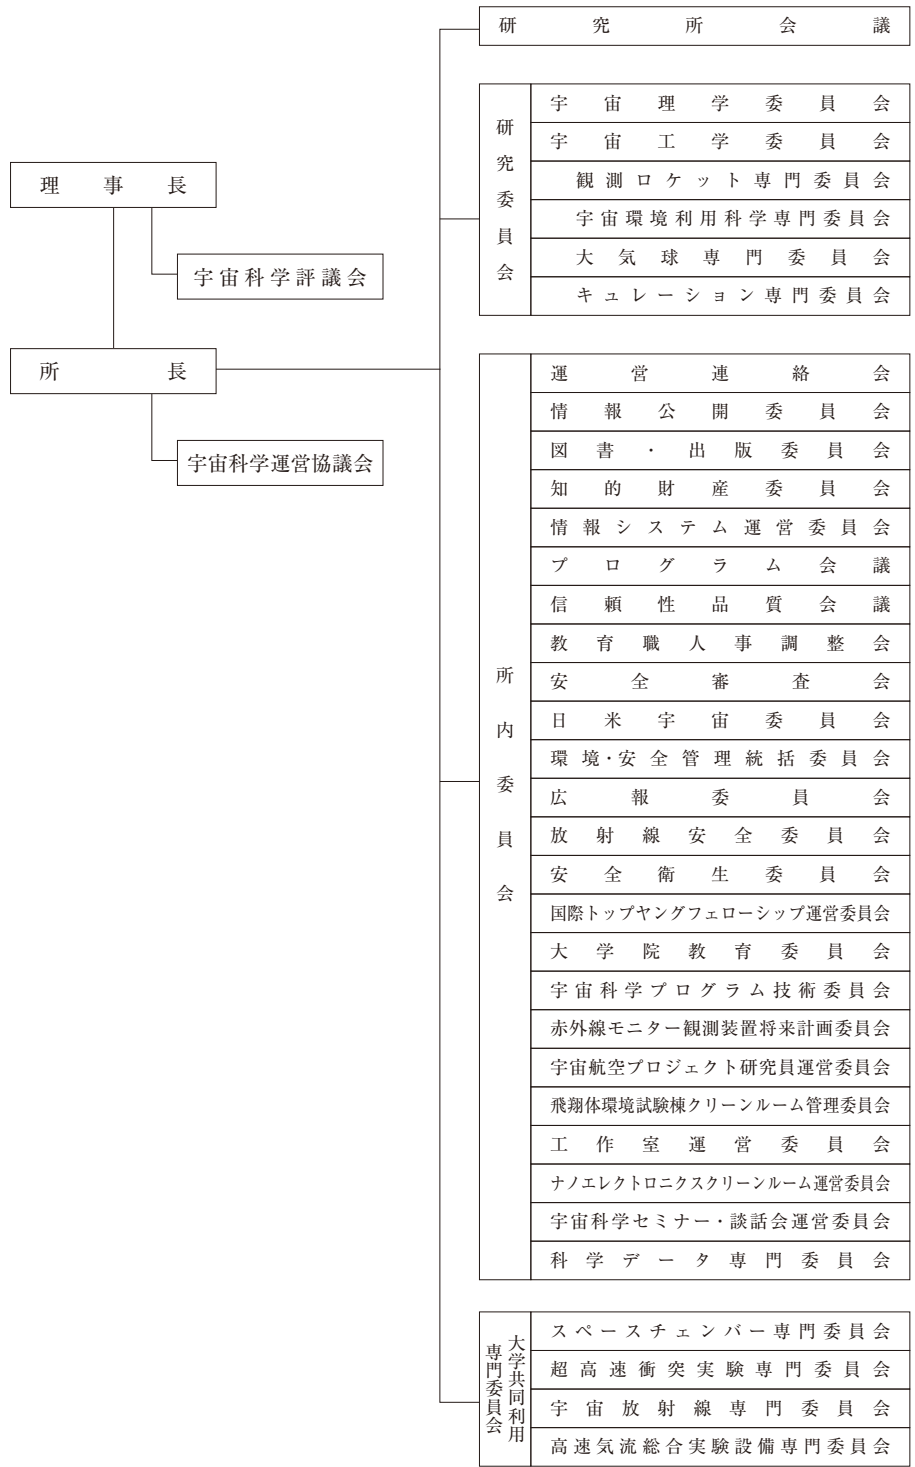 理事長
宇宙科学評議会
所長
宇宙科学運営協議会
研究所会議
研究委員会
宇宙理学委員会
宇宙工学委員会
観測ロケット専門委員会
宇宙環境利用科学専門委員会
大気球専門委員会
キュレーション専門委員会
所内委員会
運営連絡会
情報公開委員会
図書・出版委員会
知的財産委員会
情報システム運営委員会
プログラム会議
信頼性品質会議
教育職人事調整会
安全審査会
日米宇宙委員会
環境・安全管理統括委員会
広報委員会
放射線安全委員会
安全衛生委員会
国際トップヤングフェローシップ運営委員会
大学院教育委員会
宇宙科学プログラム技術委員会
赤外線モニター観測装置将来計画委員会
宇宙航空プロジェクト研究員運営委員会
飛翔体環境試験棟クリーンルーム管理委員会
工作室運営委員会
ナノエレクトロニクスクリーンルーム運営委員会
宇宙科学セミナー・談話会運営委員会
科学データ専門委員会
大学共同利用
専門委員会
スペースチェンバー専門委員会
超高速衝突実験専門委員会
宇宙放射線専門委員会
高速気流総合実験設備専門委員会